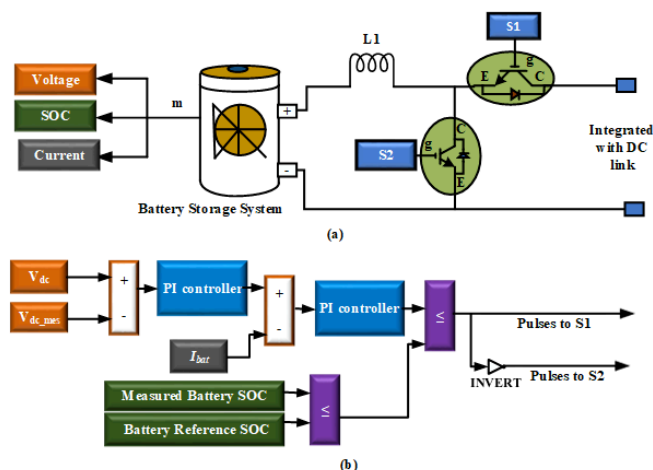 S1
L1
g
E
C
Voltage
SOC
Current
m
+
-
S2
g
C
E
Integrated
with DC
link
Battery Storage System
(a)
Vdc
Vdc_mes
+
-
PI controller
+
-
PI controller
≤
Ibat
Measured Battery SOC
Battery Reference SOC
≤
Pulses to S1
INVERT
Pulses to S2
(b)